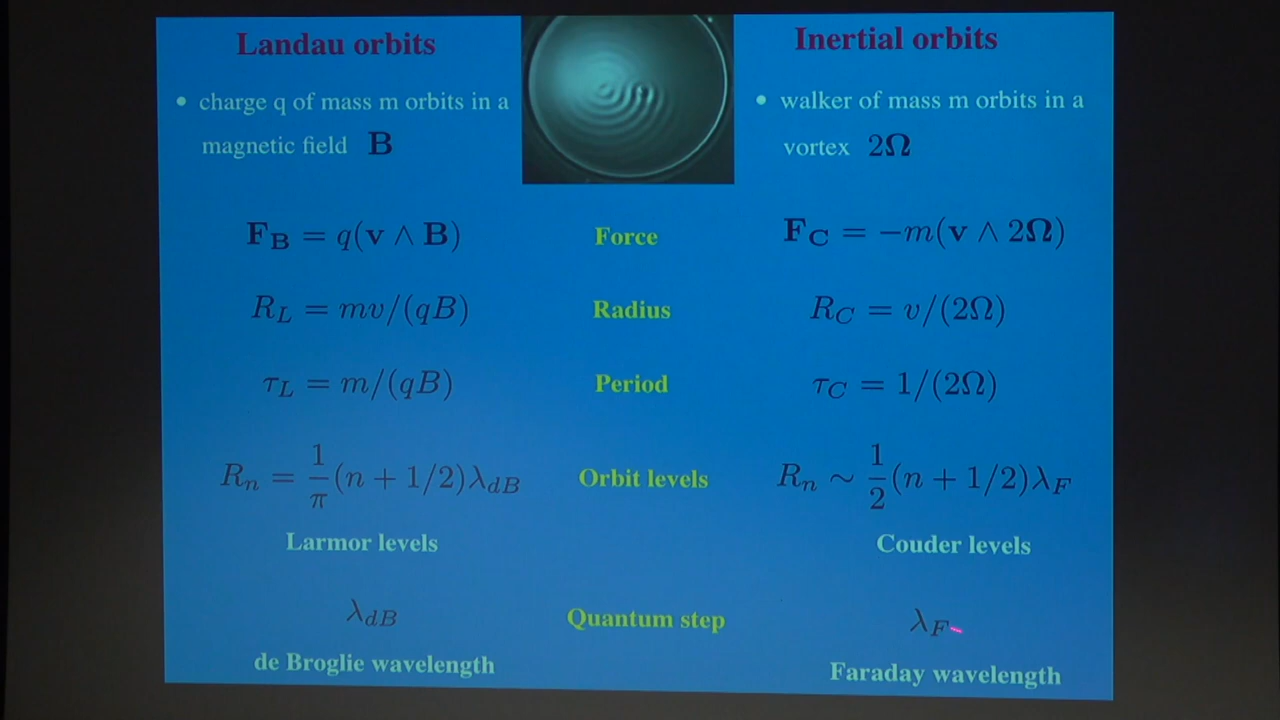 Landau orbits
• charge q of mass m orbits in a
magnetic field B
Inertial orbits
• walker of mass m orbits in a
vortex 2Ω
F_B = q(v ∧ B)
Force
F_C = −m(v ∧ 2Ω)
R_L = mv/(qB)
Radius
R_C = v/(2Ω)
τ_L = m/(qB)
Period
τ_C = 1/(2Ω)
R_n = 1/π (n + 1/2)λ_dB
Orbit levels
R_n ∼ 1/2 (n + 1/2)λ_F
Larmor levels
Couder levels
λ_dB
Quantum step
λ_F
de Broglie wavelength
Faraday wavelength